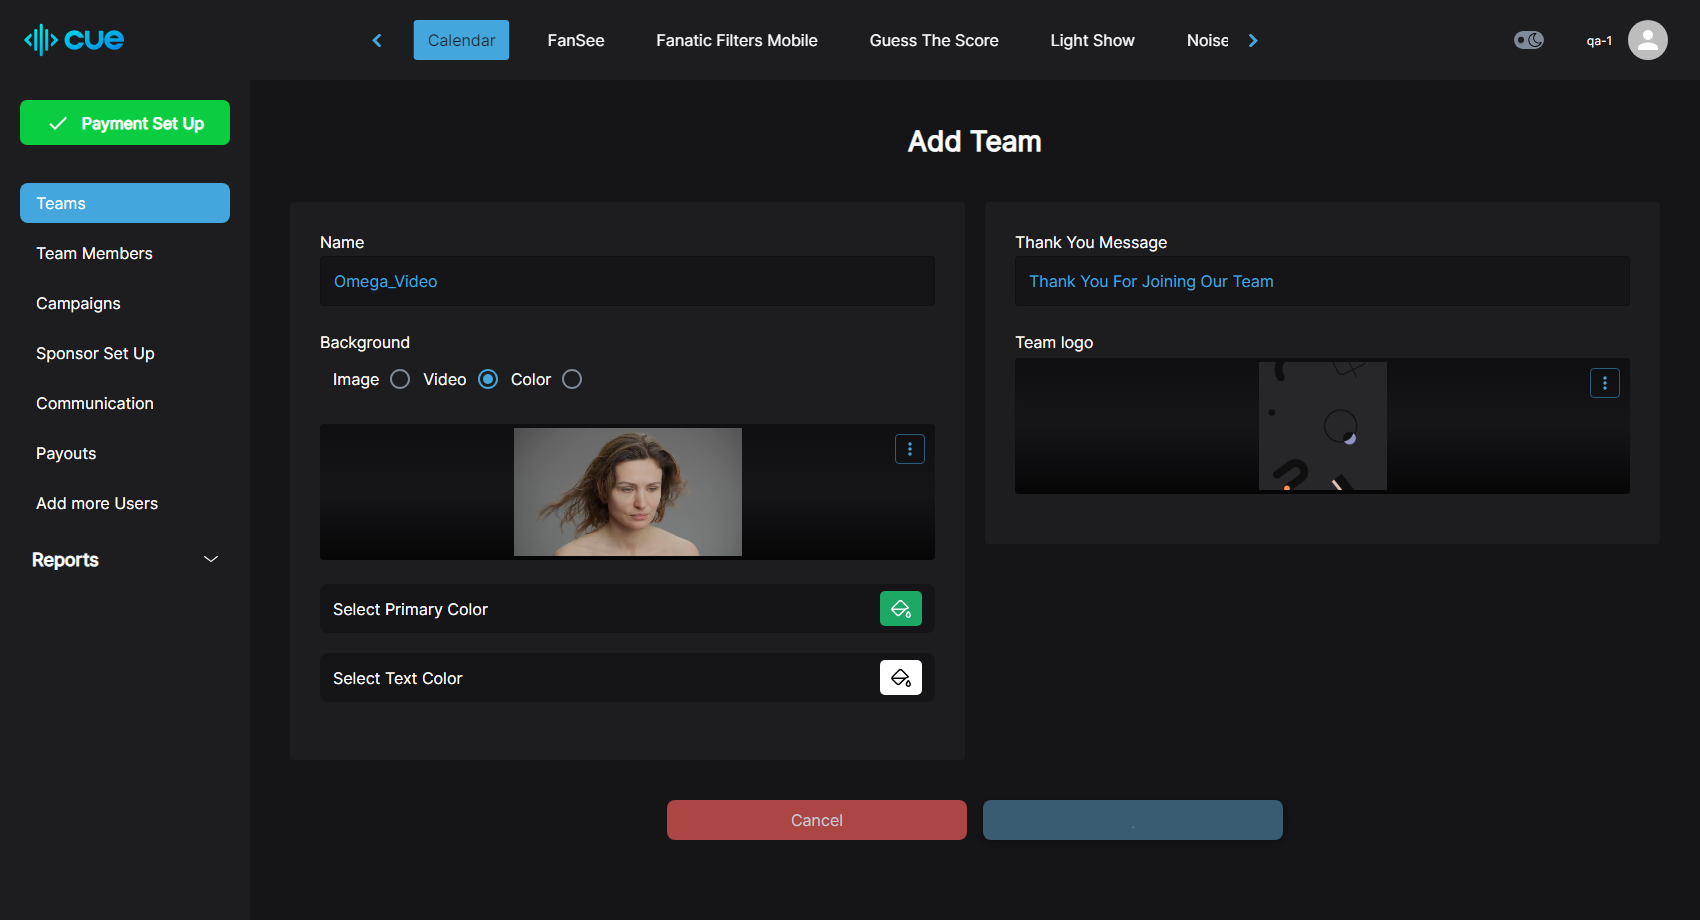 cue
Calendar
FanSee
Fanatic Filters Mobile
Guess The Score
Light Show
Noise
qa-1
Payment Set Up
Teams
Team Members
Campaigns
Sponsor Set Up
Communication
Payouts
Add more Users
Reports
Add Team
Name
Omega_Video
Background
Image
Video
Color
Select Primary Color
Select Text Color
Thank You Message
Thank You For Joining Our Team
Team logo
Cancel